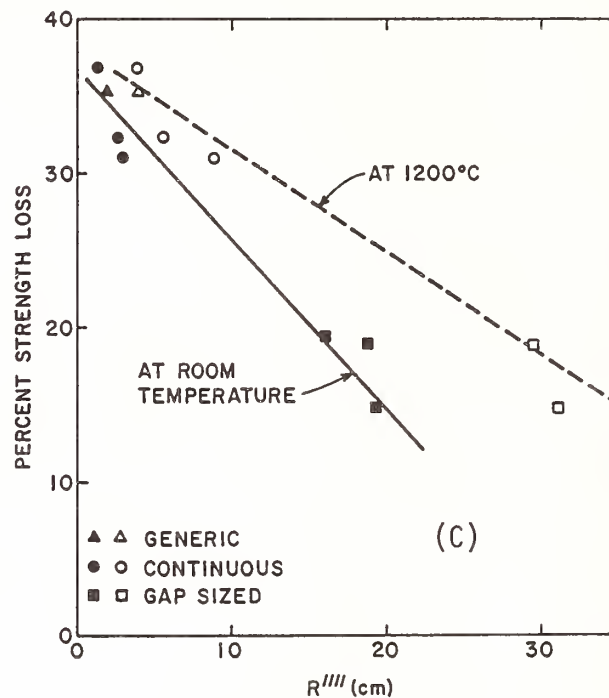 40
30
20
10
0
0
10
20
30
PERCENT STRENGTH LOSS
AT 1200°C
AT ROOM
TEMPERATURE
(C)
GENERIC
CONTINUOUS
GAP SIZED
R'''' (cm)